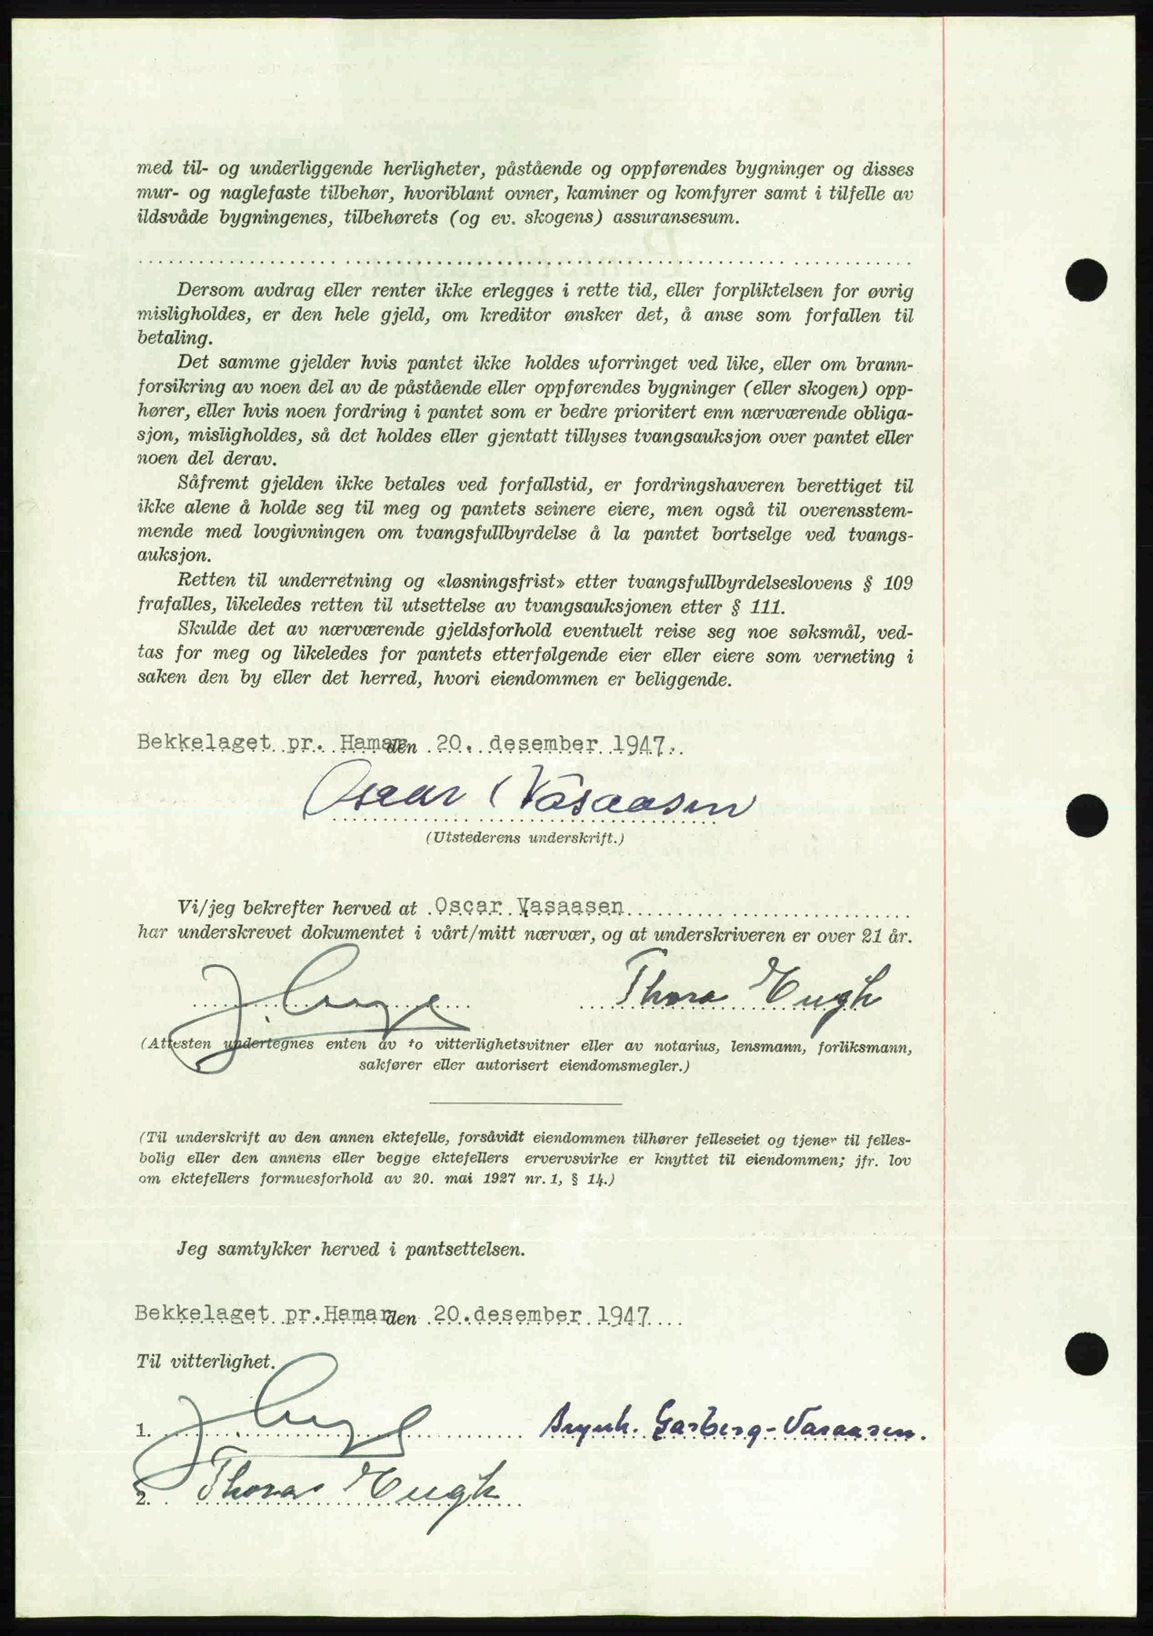 med til- og underliggende herligheter, påstående og oppførendes bygninger og disses
mur- og naglefaste tilbehør, hvoriblant ovner, kaminer og komfyrer samt i tilfelle av
ildsvåde bygningenes, tilbehørets (og ev. skogens) assuransesum.
Dersom avdrag eller renter ikke erlegges i rette tid, eller forpliktelsen for øvrig
misligholdes, er den hele gjeld, om kreditor ønsker det, å anse som forfallen til
betaling.
Det samme gjelder hvis pantet ikke holdes uforringet ved like, eller om brann-
forsikring av noen del av de påstående eller oppførendes bygninger (eller skogen) opp-
hører, eller hvis noen fordring i pantet som er bedre prioritert enn nærværende obliga-
sjon, misligholdes, så det holdes eller gjentatt tillyses tvangsauksjon over pantet eller
noen del derav.
Såfremt gjelden ikke betales ved forfallstid, er fordringshaveren berettiget til
ikke alene å holde seg til meg og pantets seinere eiere, men også til overensstem-
mende med lovgivningen om tvangsfullbyrdelse å la pantet bortselge ved tvangs-
auksjon.
Retten til underretning og «løsningsfrist» etter tvangsfullbyrdelseslovens § 109
frafalles, likeledes retten til utsettelse av tvangsauksjonen etter § 111.
Skulde det av nærværende gjeldsforhold eventuelt reise seg noe søksmål, ved-
tas for meg og likeledes for pantets etterfølgende eier eller eiere som verneting i
saken den by eller det herred, hvori eiendommen er beliggende.
Bekkelaget pr. Hamar den 20. desember 1947.
Oscar Vasaasen
(Utstederens underskrift.)
Vi/jeg bekrefter herved at Oscar Vasaasen
har underskrevet dokumentet i vårt/mitt nærvær, og at underskriveren er over 21 år.
Thora Eugh
(Attesten undertegnes enten av to vitterlighetsvitner eller av notarius, lensmann, forliksmann,
sakfører eller autorisert eiendomsmegler.)
(Til underskrift av den annen ektefelle, forsåvidt eiendommen tilhører felleseiet og tjener til felles-
bolig eller den annens eller begge ektefellers ervervsvirke er knyttet til eiendommen; jfr. lov
om ektefellers formuesforhold av 20. mai 1927 nr. 1, § 14.)
Jeg samtykker herved i pantsettelsen.
Bekkelaget pr. Hamar den 20. desember 1947
Til vitterlighet.
1. Brynh. Garberg-Vasaasen.
2. Thora Eugh